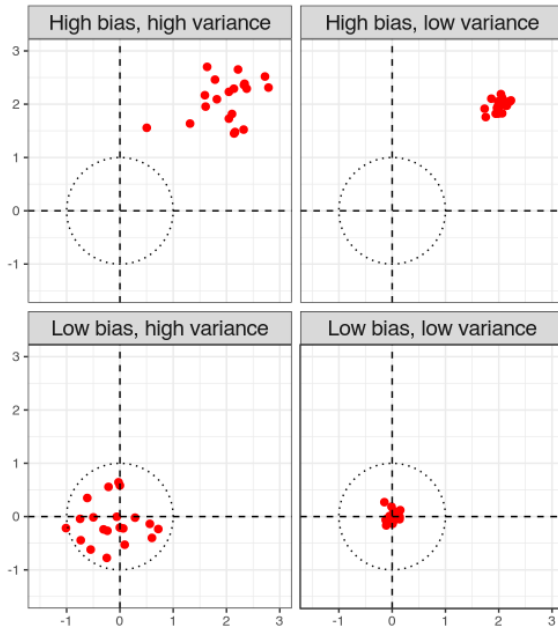 High bias, high variance
High bias, low variance
3
2
1
0
-1
Low bias, high variance
Low bias, low variance
3
2
1
0
-1
-1 0 1 2 3 -1 0 1 2 3